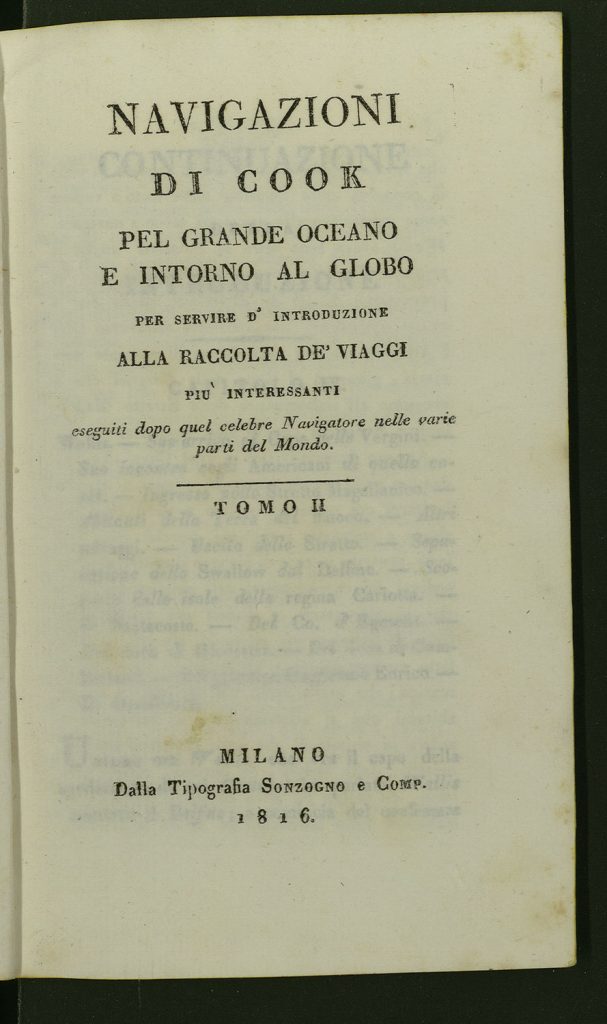 NAVIGAZIONI
DI COOK
PEL GRANDE OCEANO
E INTORNO AL GLOBO
PER SERVIRE D' INTRODUZIONE
ALLA RACCOLTA DE' VIAGGI
PIU' INTERESSANTI
eseguiti dopo quel celebre Navigatore nelle varie
parti del Mondo.
TOMO II
MILANO
Dalla Tipografia SONZOGNO e COMP.
1816.